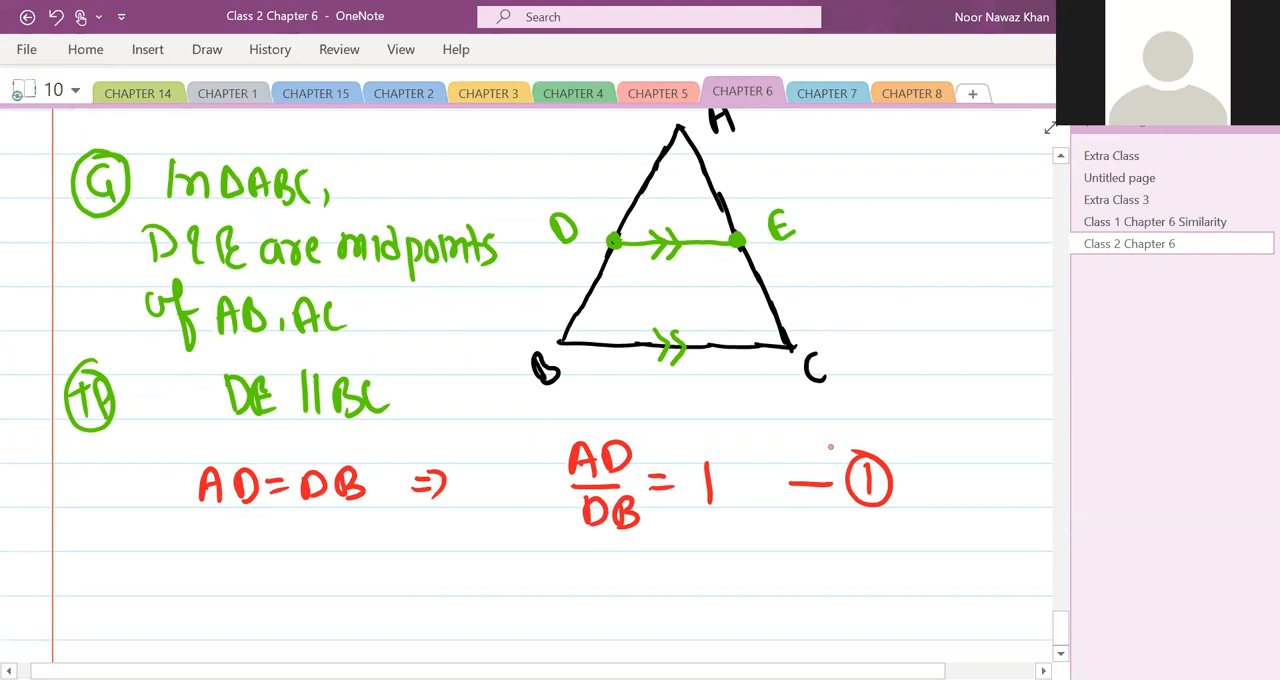 Class 2 Chapter 6 - OneNote
Search
Noor Nawaz Khan
File Home Insert Draw History Review View Help
10
CHAPTER 14 CHAPTER 1 CHAPTER 15 CHAPTER 2 CHAPTER 3 CHAPTER 4 CHAPTER 5 CHAPTER 6 CHAPTER 7 CHAPTER 8
Extra Class
Untitled page
Extra Class 3
Class 1 Chapter 6 Similarity
Class 2 Chapter 6
A
G In ΔABC,
D & E are midpoints
of AB, AC
D E
B C
TP DE || BC
AD = DB ⇒ AD/DB = 1 — ①